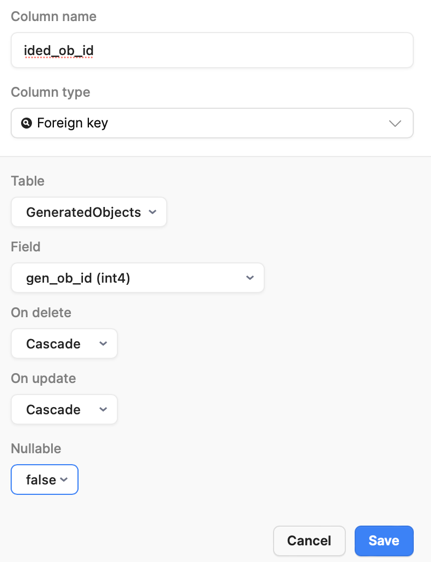 Column name
ided_ob_id
Column type
Foreign key
Table
GeneratedObjects
Field
gen_ob_id (int4)
On delete
Cascade
On update
Cascade
Nullable
false
Cancel Save